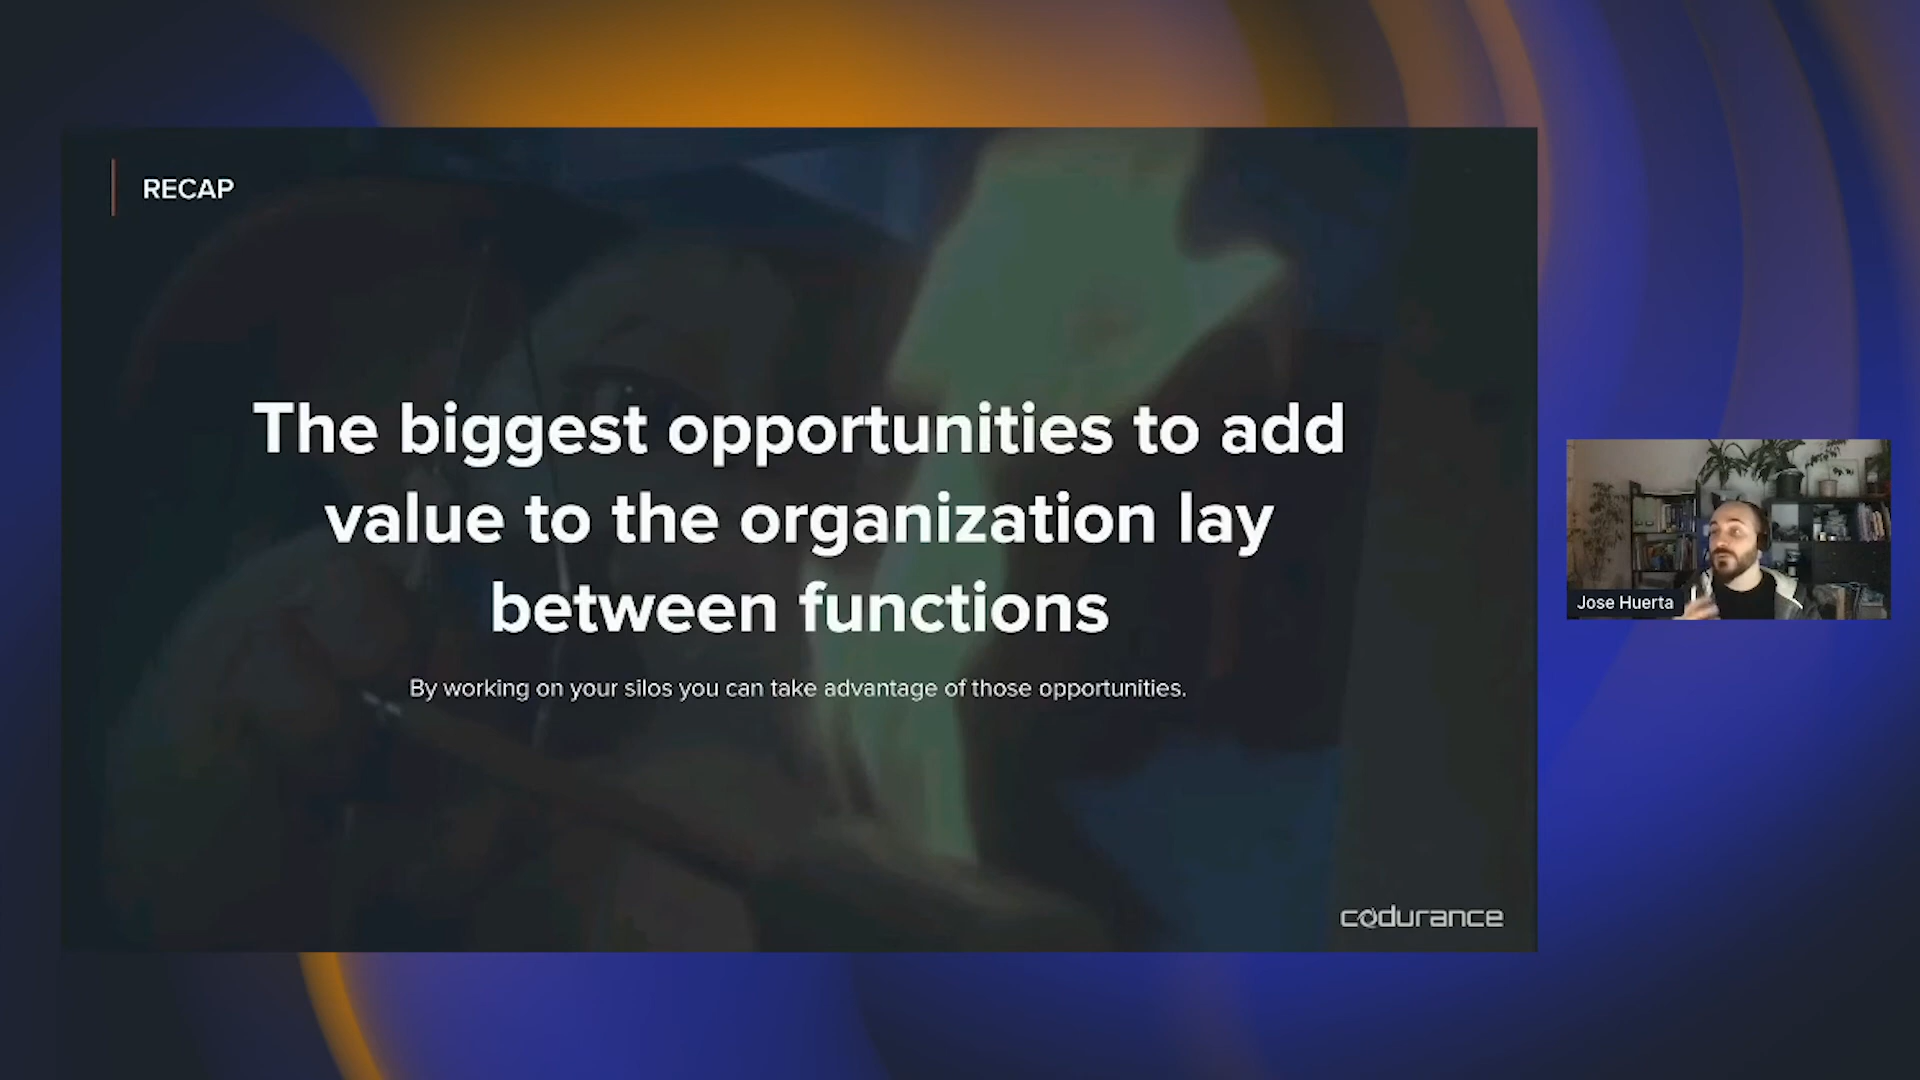 RECAP
The biggest opportunities to add
value to the organization lay
between functions
By working on your silos you can take advantage of those opportunities.
codurance
Jose Huerta